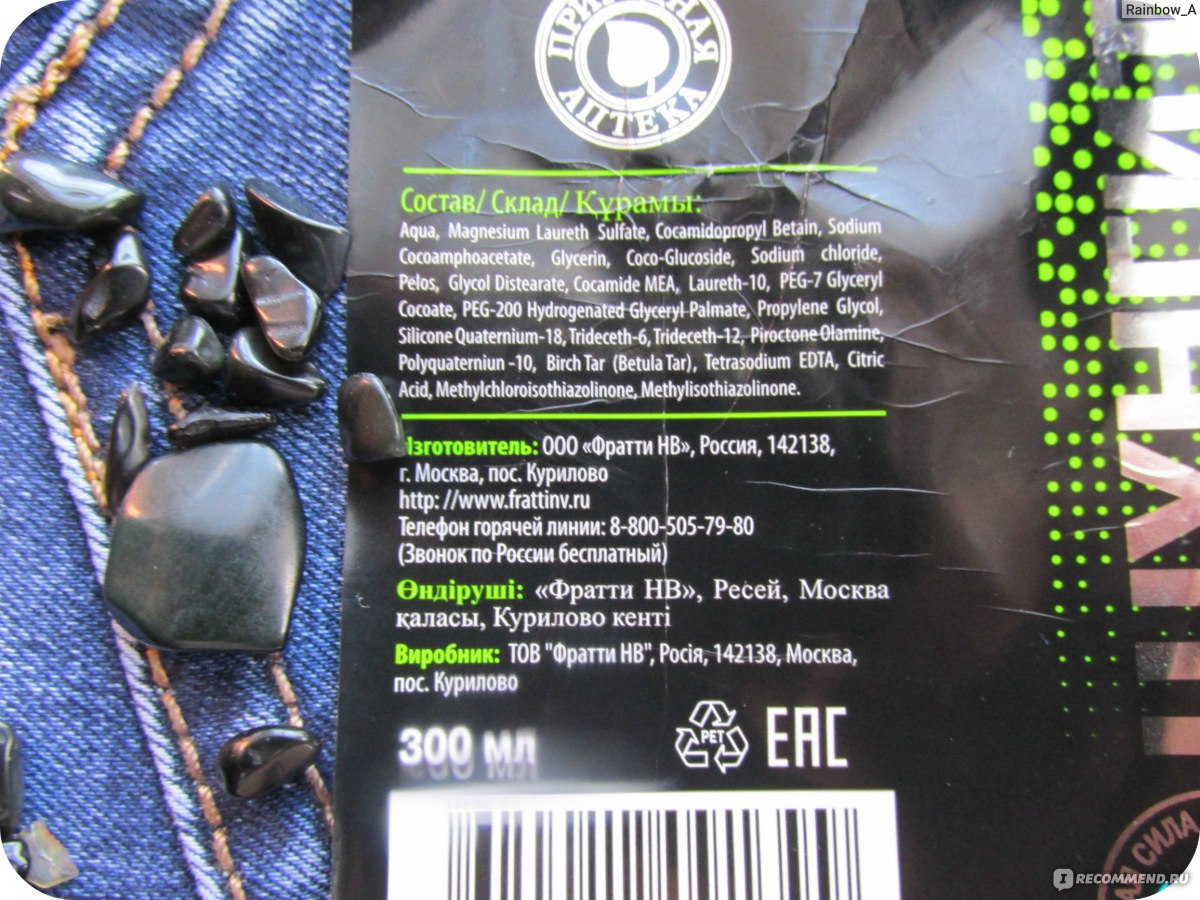 Rainbow_A
АПТЕКА
Состав/ Склад/ Құрамы:
Aqua, Magnesium Laureth Sulfate, Cocamidopropyl Betain, Sodium
Cocoamphoacetate, Glycerin, Coco-Glucoside, Sodium chloride,
Pelos, Glycol Distearate, Cocamide MEA, Laureth-10, PEG-7 Glyceryl
Cocoate, PEG-200 Hydrogenated Glyceryl Palmate, Propylene Glycol,
Silicone Quaternium-18, Trideceth-6, Trideceth-12, Piroctone Olamine,
Polyquaterniun -10, Birch Tar (Betula Tar), Tetrasodium EDTA, Citric
Acid, Methylchloroisothiazolinone, Methylisothiazolinone.
Изготовитель: ООО «Фратти НВ», Россия, 142138,
г. Москва, пос. Курилово
http: //www.frattinv.ru
Телефон горячей линии: 8-800-505-79-80
(Звонок по России бесплатный)
Өндіруші: «Фратти НВ», Ресей, Москва
қаласы, Курилово кенті
Виробник: ТОВ "Фратти НВ", Росія, 142138, Москва,
пос. Курилово
300 мл
PET
EAC
СИЛА
IRECOMMEND.RU